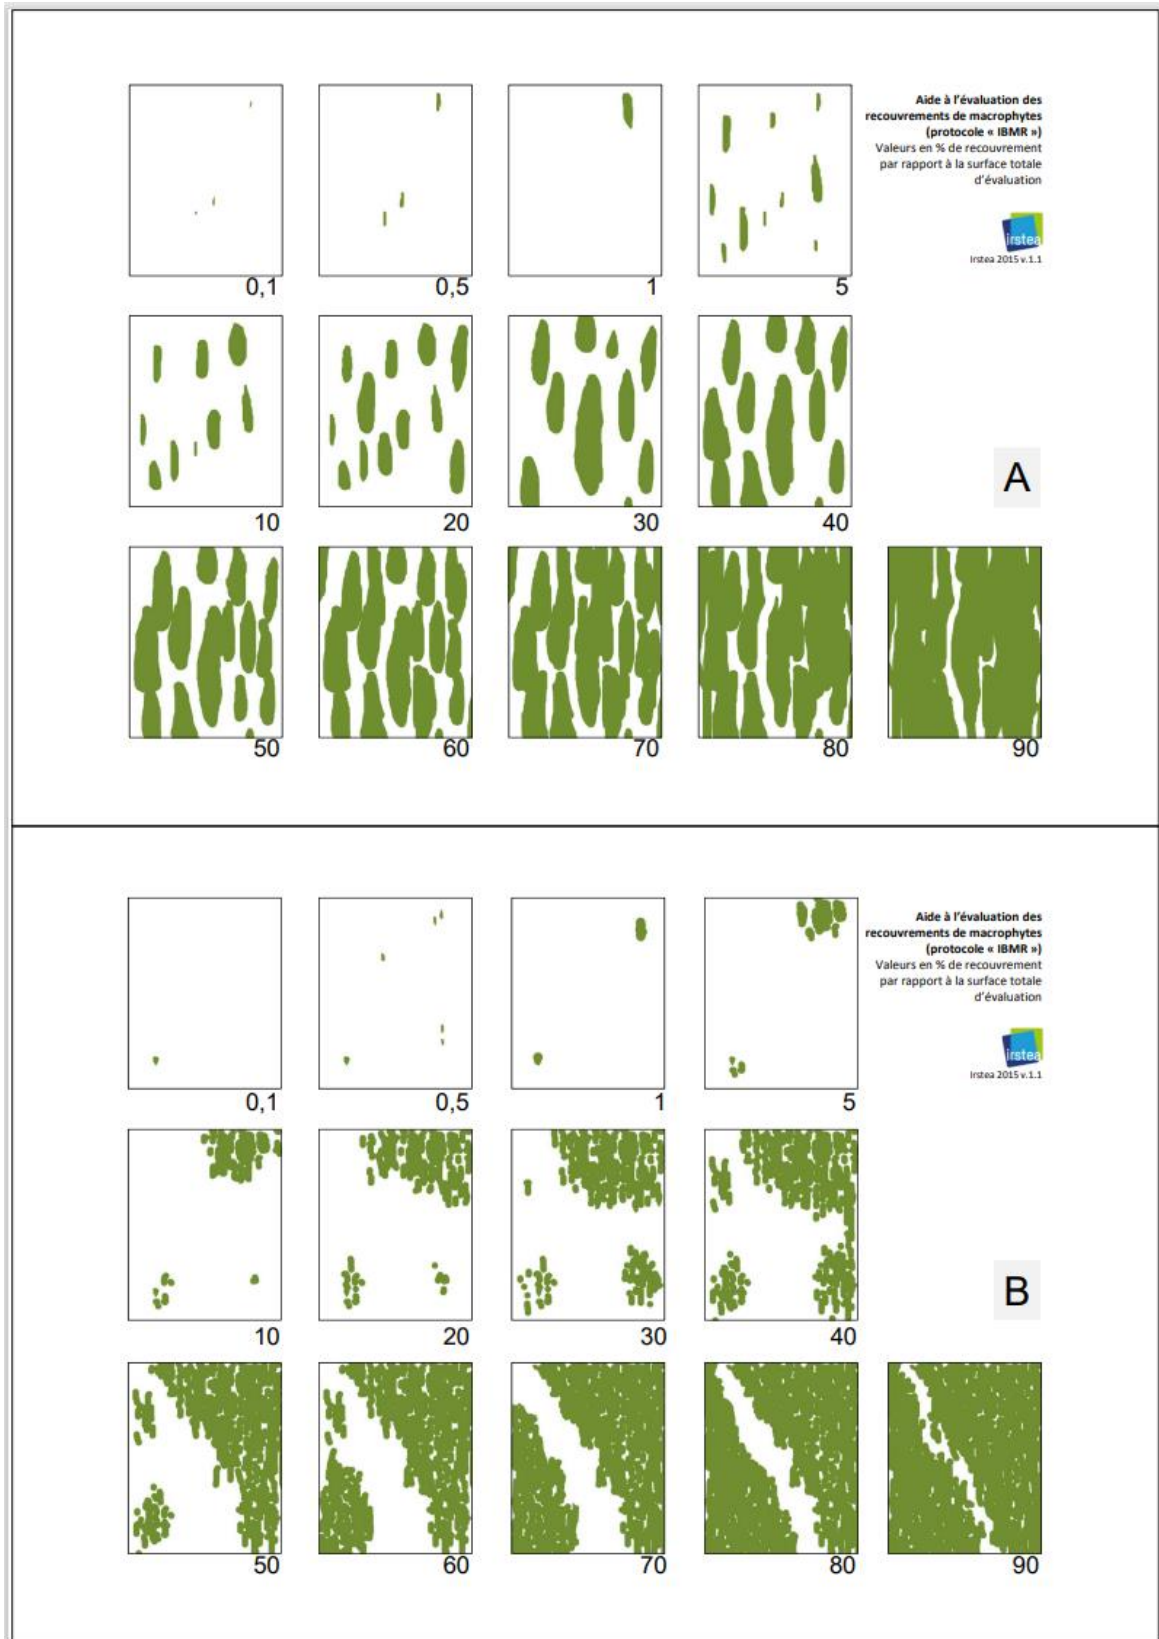 Aide à l'évaluation des
recouvrements de macrophytes
(protocole « IBMR »)
Valeurs en % de recouvrement
par rapport à la surface totale
d'évaluation
irstea
Irstea 2015 v.1.1
0,1
0,5
1
5
10
20
30
40
A
50
60
70
80
90
Aide à l'évaluation des
recouvrements de macrophytes
(protocole « IBMR »)
Valeurs en % de recouvrement
par rapport à la surface totale
d'évaluation
irstea
Irstea 2015 v.1.1
0,1
0,5
1
5
10
20
30
40
B
50
60
70
80
90